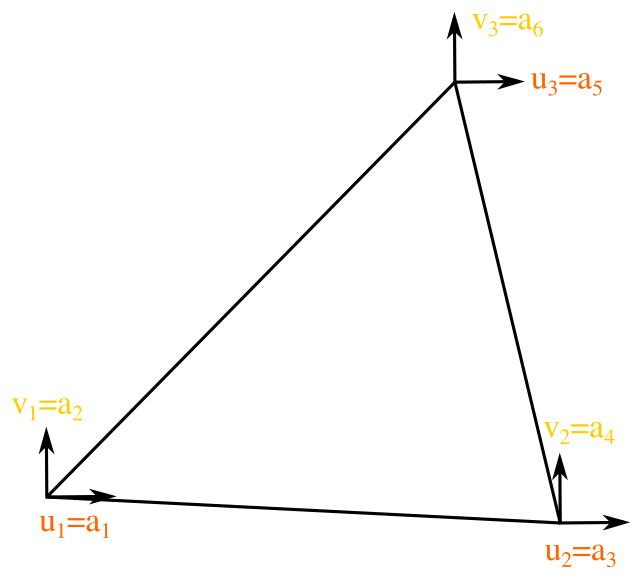 v₃=a₆
u₃=a₅
v₁=a₂
v₂=a₄
u₁=a₁
u₂=a₃